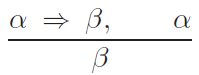 α ⇒ β, α
β